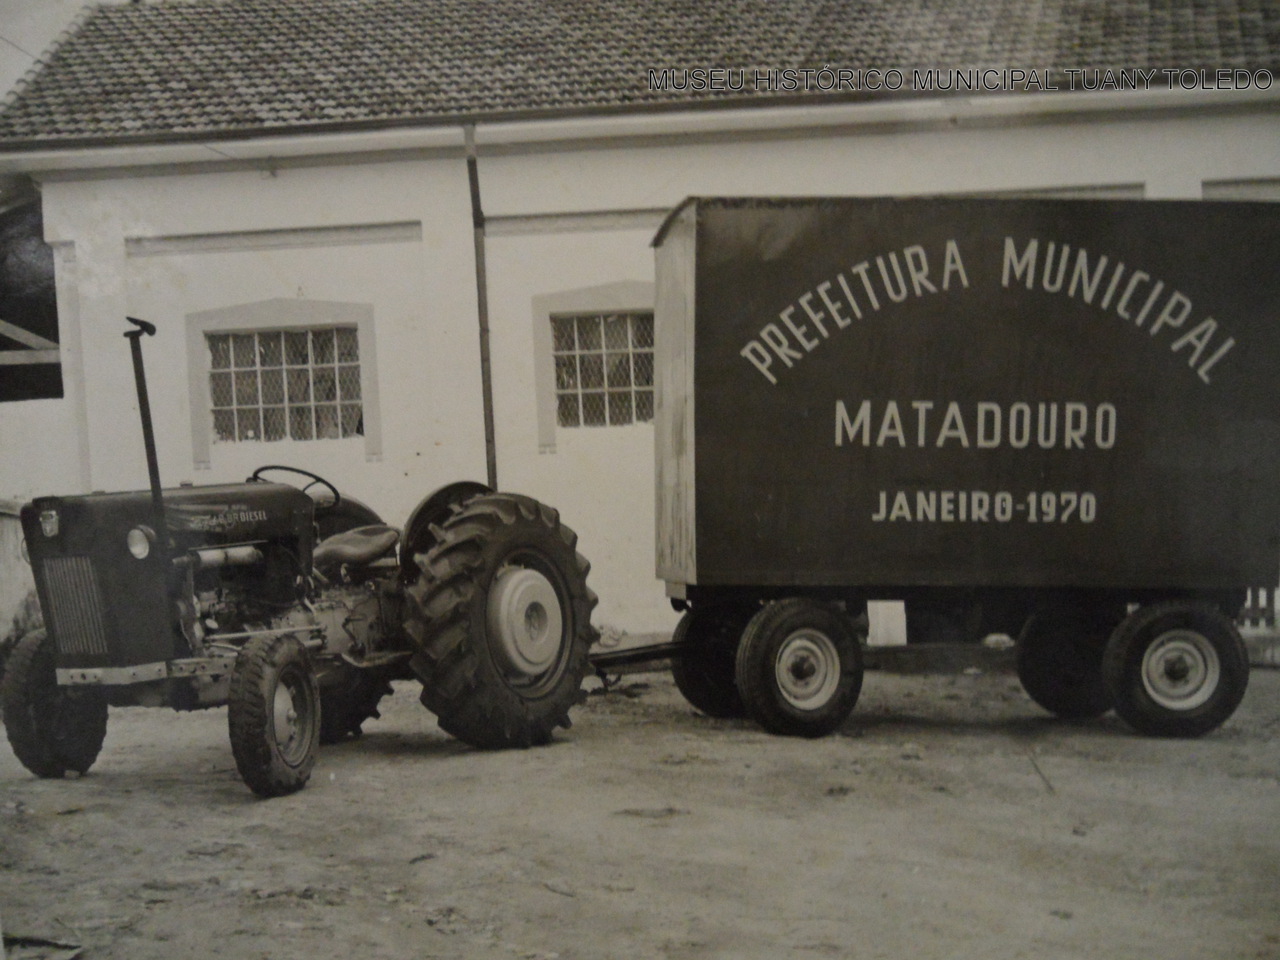 MUSEU HISTÓRICO MUNICIPAL TUANY TOLEDO
PREFEITURA MUNICIPAL
MATADOURO
JANEIRO-1970
DIESEL